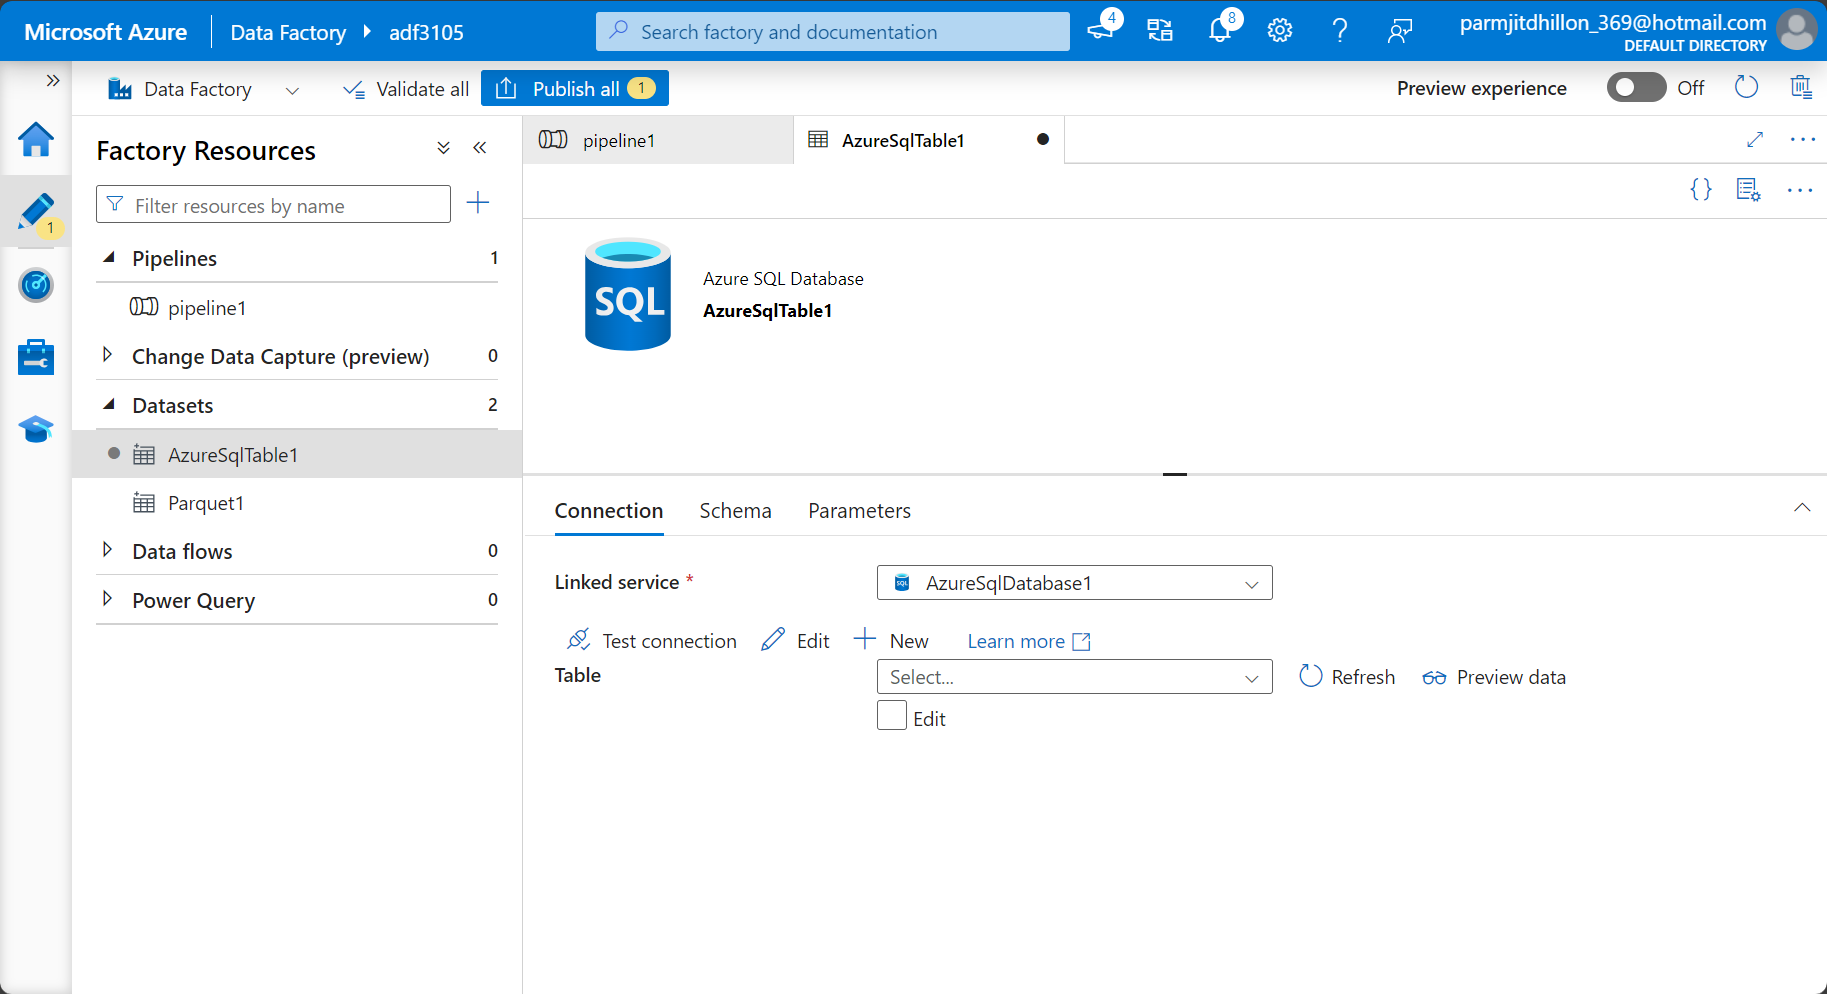 Microsoft Azure
Data Factory
adf3105
Search factory and documentation
4
8
parmjitdhillon_369@hotmail.com
DEFAULT DIRECTORY
Data Factory
Validate all
Publish all
1
Preview experience
Off
1
Factory Resources
Filter resources by name
Pipelines
1
pipeline1
Change Data Capture (preview)
0
Datasets
2
AzureSqlTable1
Parquet1
Data flows
0
Power Query
0
pipeline1
AzureSqlTable1
{}
SQL
Azure SQL Database
AzureSqlTable1
Connection
Schema
Parameters
Linked service *
SQL
AzureSqlDatabase1
Test connection
Edit
New
Learn more
Table
Select...
Refresh
Preview data
Edit